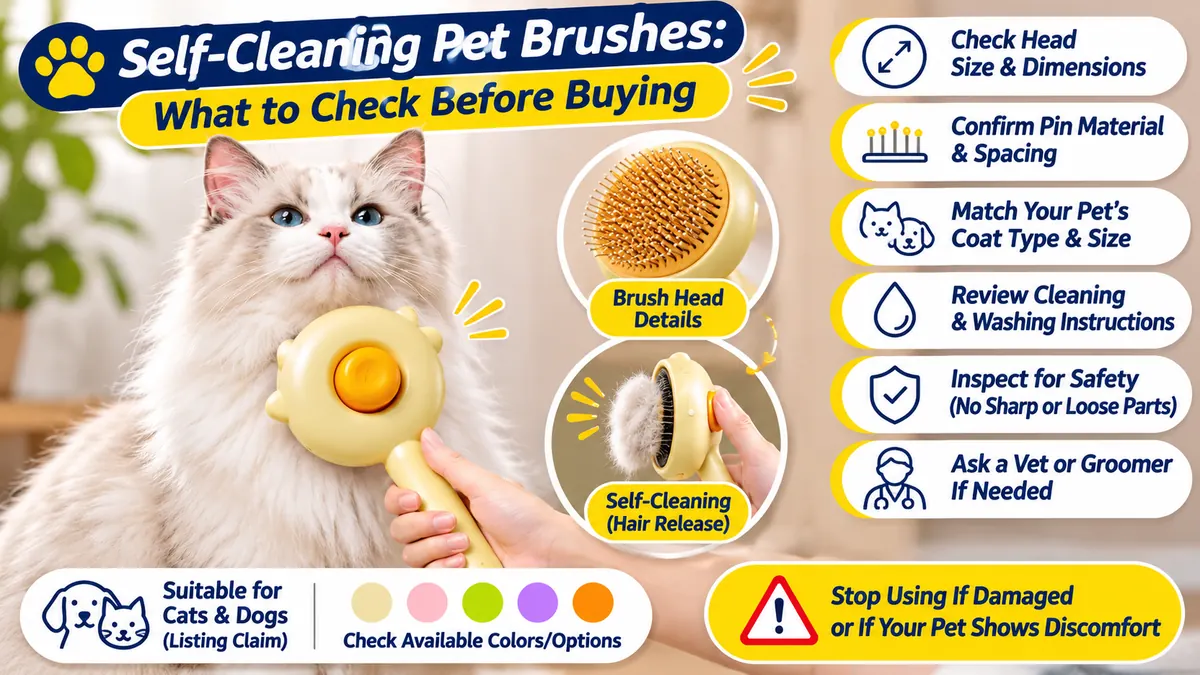 Self-Cleaning Pet Brushes:
What to Check Before Buying
Brush Head
Details
Self-Cleaning
(Hair Release)
Check Head
Size & Dimensions
Confirm Pin Material
& Spacing
Match Your Pet's
Coat Type & Size
Review Cleaning
& Washing Instructions
Inspect for Safety
(No Sharp or Loose Parts)
Ask a Vet or Groomer
If Needed
Suitable for
Cats & Dogs
(Listing Claim)
Check Available Colors/Options
Stop Using If Damaged
or If Your Pet Shows Discomfort